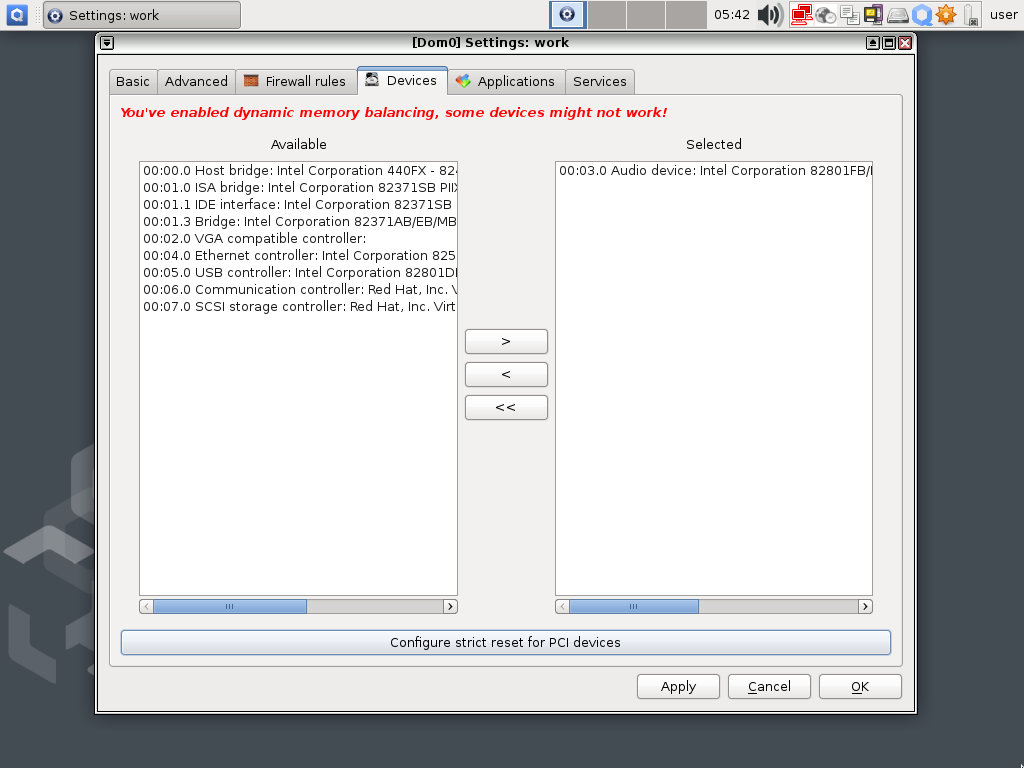 Settings: work
05:42
user
[Dom0] Settings: work
Basic
Advanced
Firewall rules
Devices
Applications
Services
You've enabled dynamic memory balancing, some devices might not work!
Available
Selected
00:00.0 Host bridge: Intel Corporation 440FX - 824
00:01.0 ISA bridge: Intel Corporation 82371SB PIIX
00:01.1 IDE interface: Intel Corporation 82371SB
00:01.3 Bridge: Intel Corporation 82371AB/EB/MB
00:02.0 VGA compatible controller:
00:04.0 Ethernet controller: Intel Corporation 825
00:05.0 USB controller: Intel Corporation 82801D
00:06.0 Communication controller: Red Hat, Inc.
00:07.0 SCSI storage controller: Red Hat, Inc. Virt
00:03.0 Audio device: Intel Corporation 82801FB/
>
<
<<
Configure strict reset for PCI devices
Apply
Cancel
OK